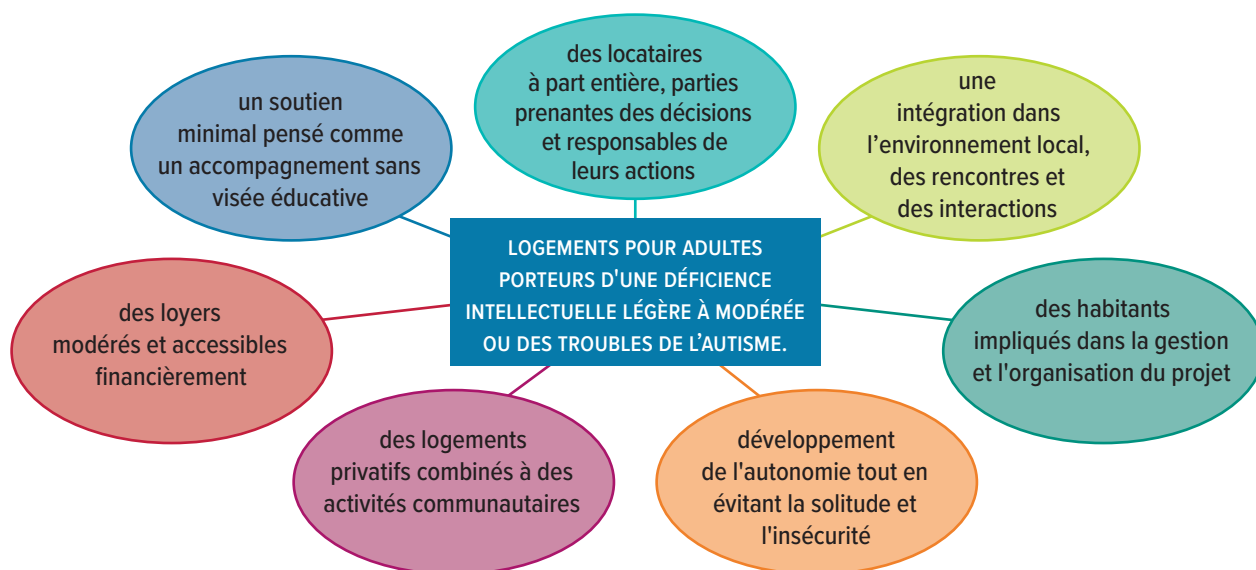 des locataires
à part entière, parties
prenantes des décisions
et responsables de
leurs actions
un soutien
minimal pensé comme
un accompagnement sans
visée éducative
une
intégration dans
l’environnement local,
des rencontres et
des interactions
LOGEMENTS POUR ADULTES
PORTEURS D'UNE DÉFICIENCE
INTELLECTUELLE LÉGÈRE À MODÉRÉE
OU DES TROUBLES DE L’AUTISME.
des loyers
modérés et accessibles
financièrement
des habitants
impliqués dans la gestion
et l'organisation du projet
des logements
privatifs combinés à des
activités communautaires
développement
de l'autonomie tout en
évitant la solitude et
l'insécurité